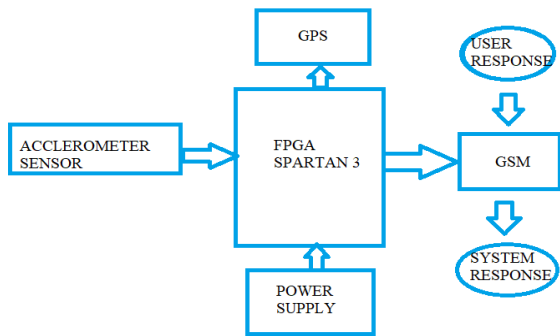 GPS
USER
RESPONSE
ACCLEROMETER
SENSOR
FPGA
SPARTAN 3
GSM
POWER
SUPPLY
SYSTEM
RESPONSE